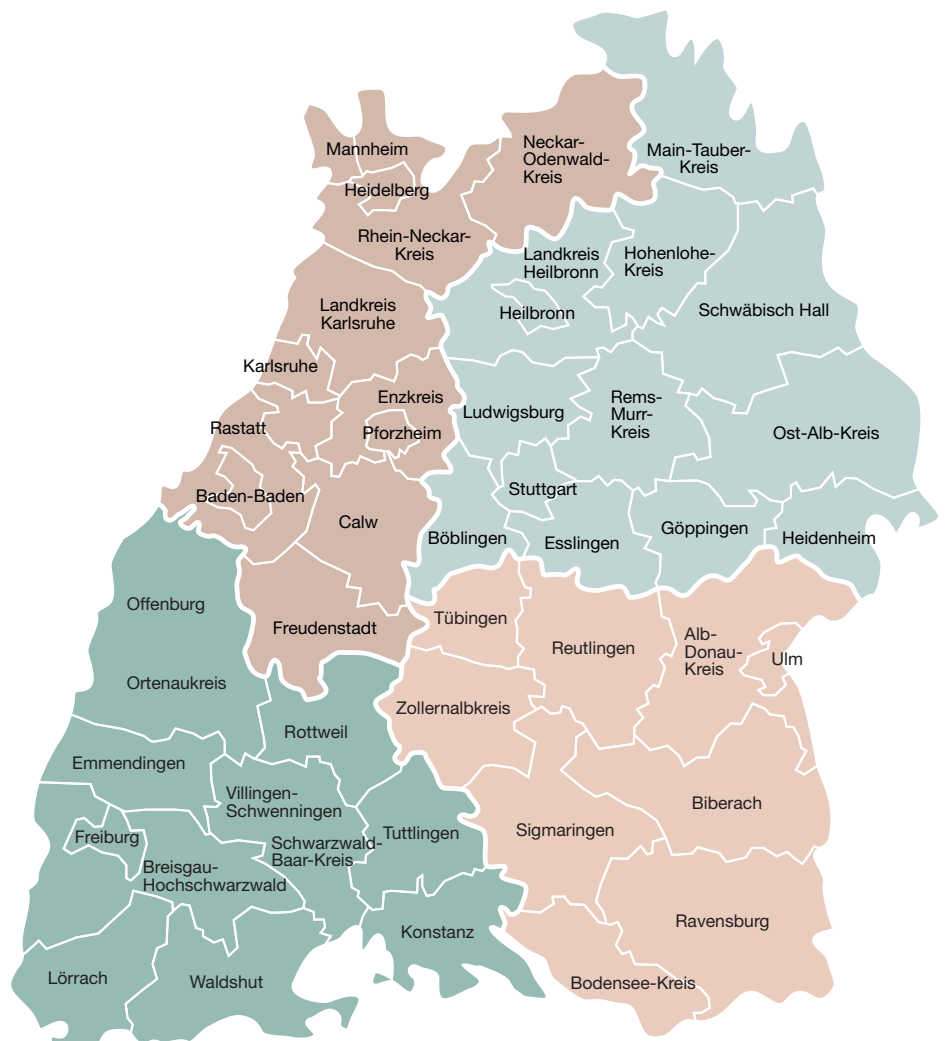 Mannheim
Heidelberg
Rhein-Neckar-
Kreis
Neckar-
Odenwald-
Kreis
Main-Tauber-
Kreis
Landkreis
Heilbronn
Heilbronn
Hohenlohe-
Kreis
Schwäbisch Hall
Landkreis
Karlsruhe
Karlsruhe
Enzkreis
Pforzheim
Rastatt
Baden-Baden
Calw
Freudenstadt
Ludwigsburg
Rems-
Murr-
Kreis
Ost-Alb-Kreis
Stuttgart
Böblingen
Esslingen
Göppingen
Heidenheim
Offenburg
Ortenaukreis
Rottweil
Emmendingen
Villingen-
Schwenningen
Schwarzwald-
Baar-Kreis
Freiburg
Breisgau-
Hochschwarzwald
Tuttlingen
Konstanz
Lörrach
Waldshut
Tübingen
Reutlingen
Alb-
Donau-
Kreis
Ulm
Zollernalbkreis
Biberach
Sigmaringen
Ravensburg
Bodensee-Kreis